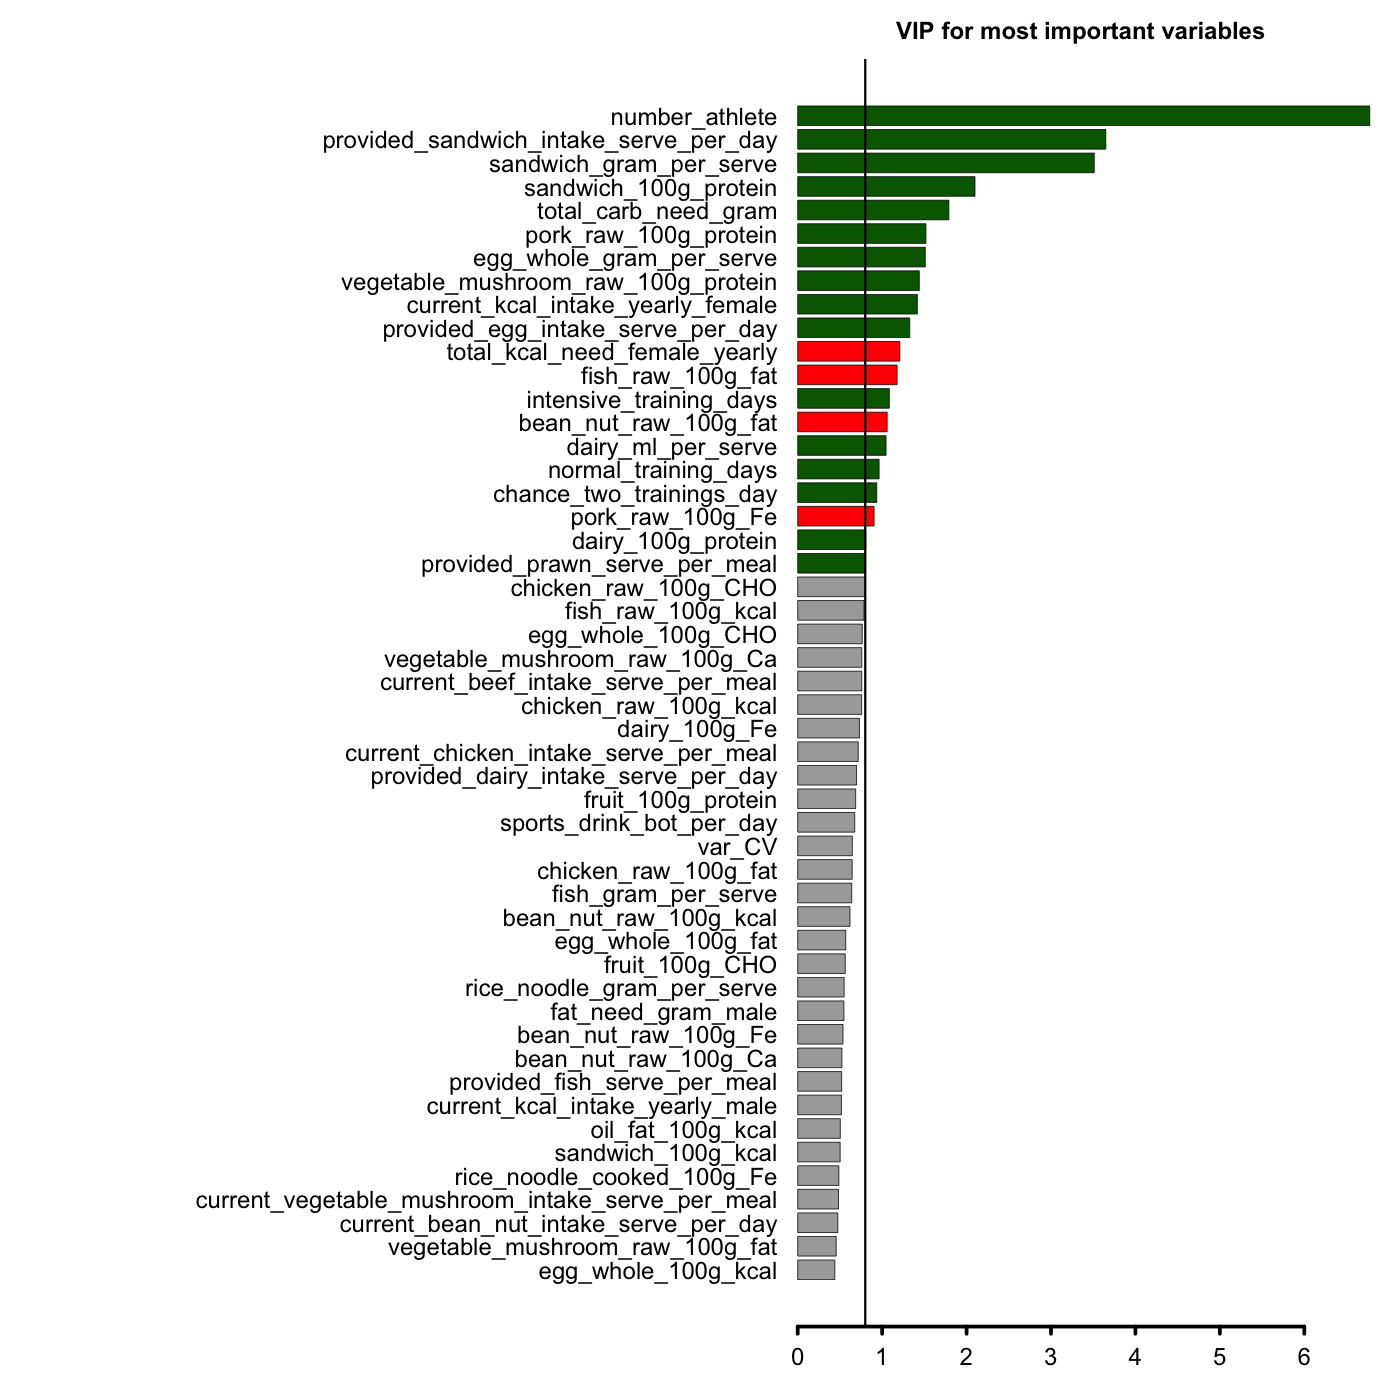 VIP for most important variables
number_athlete
provided_sandwich_intake_serve_per_day
sandwich_gram_per_serve
sandwich_100g_protein
total_carb_need_gram
pork_raw_100g_protein
egg_whole_gram_per_serve
vegetable_mushroom_raw_100g_protein
current_kcal_intake_yearly_female
provided_egg_intake_serve_per_day
total_kcal_need_female_yearly
fish_raw_100g_fat
intensive_training_days
bean_nut_raw_100g_fat
dairy_ml_per_serve
normal_training_days
chance_two_trainings_day
pork_raw_100g_Fe
dairy_100g_protein
provided_prawn_serve_per_meal
chicken_raw_100g_CHO
fish_raw_100g_kcal
egg_whole_100g_CHO
vegetable_mushroom_raw_100g_Ca
current_beef_intake_serve_per_meal
chicken_raw_100g_kcal
dairy_100g_Fe
current_chicken_intake_serve_per_meal
provided_dairy_intake_serve_per_day
fruit_100g_protein
sports_drink_bot_per_day
var_CV
chicken_raw_100g_fat
fish_gram_per_serve
bean_nut_raw_100g_kcal
egg_whole_100g_fat
fruit_100g_CHO
rice_noodle_gram_per_serve
fat_need_gram_male
bean_nut_raw_100g_Fe
bean_nut_raw_100g_Ca
provided_fish_serve_per_meal
current_kcal_intake_yearly_male
oil_fat_100g_kcal
sandwich_100g_kcal
rice_noodle_cooked_100g_Fe
current_vegetable_mushroom_intake_serve_per_meal
current_bean_nut_intake_serve_per_day
vegetable_mushroom_raw_100g_fat
egg_whole_100g_kcal
0 1 2 3 4 5 6